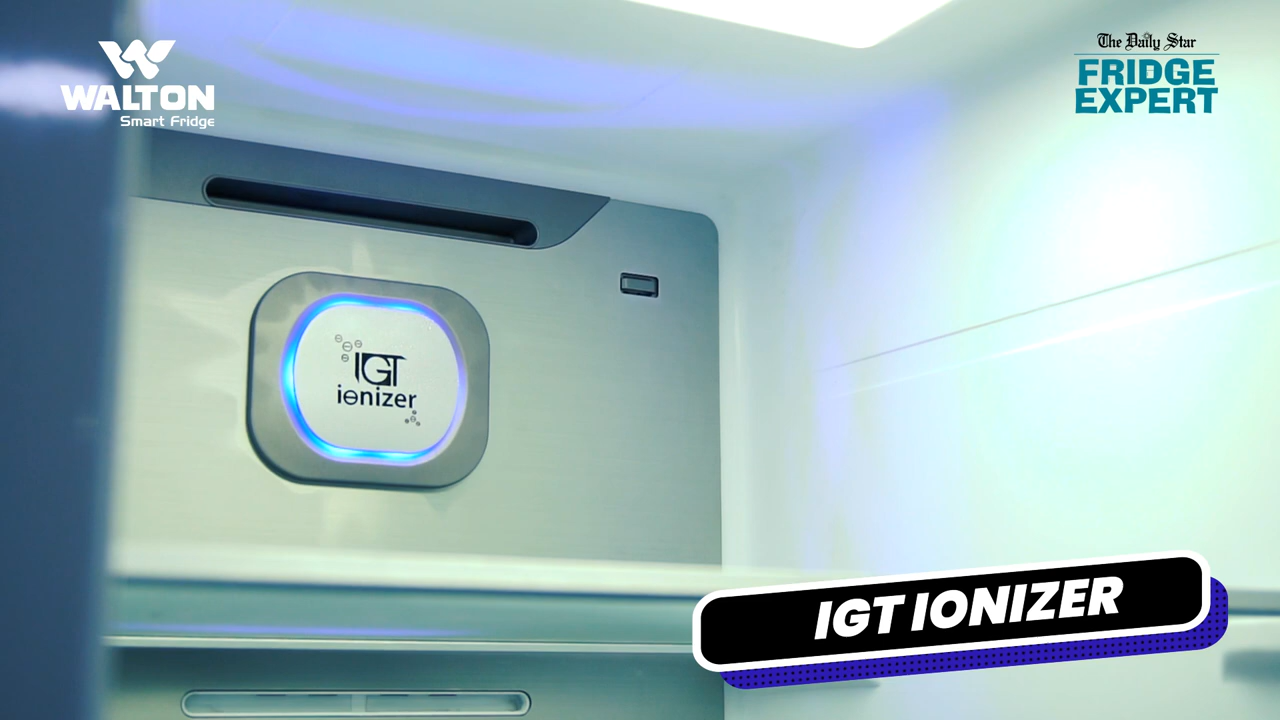 WALTON
Smart Fridge
The Daily Star
FRIDGE
EXPERT
IGT
ionizer
IGT IONIZER